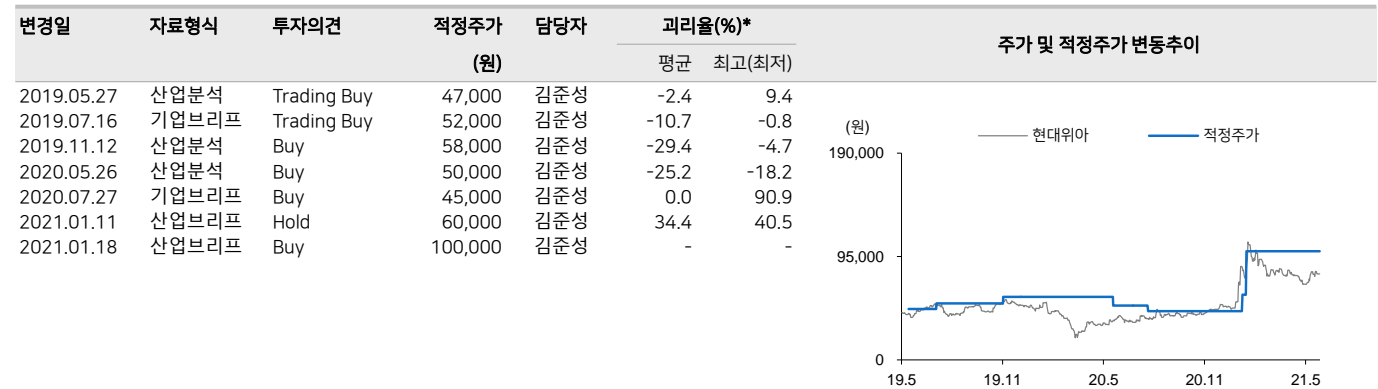 변경일 자료형식 투자의견 적정주가 담당자 괴리율(%)* 주가 및 적정주가 변동추이
(원) 평균 최고(최저)
2019.05.27 산업분석 Trading Buy 47,000 김준성 -2.4 9.4
2019.07.16 기업브리프 Trading Buy 52,000 김준성 -10.7 -0.8
2019.11.12 산업분석 Buy 58,000 김준성 -29.4 -4.7
2020.05.26 산업분석 Buy 50,000 김준성 -25.2 -18.2
2020.07.27 기업브리프 Buy 45,000 김준성 0.0 90.9
2021.01.11 산업브리프 Hold 60,000 김준성 34.4 40.5
2021.01.18 산업브리프 Buy 100,000 김준성 - -
(원) 현대위아 적정주가
190,000
95,000
0
19.5 19.11 20.5 20.11 21.5